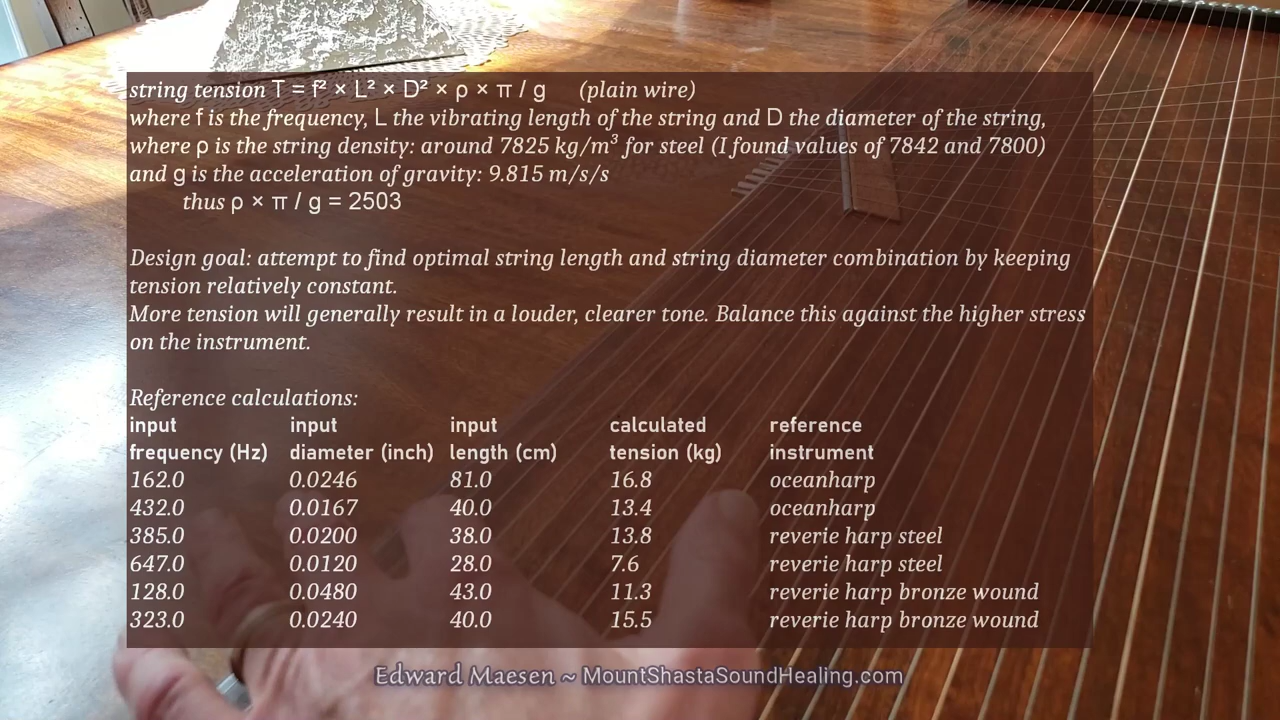 string tension T = f² × L² × D² × ρ × π / g (plain wire)
where f is the frequency, L the vibrating length of the string and D the diameter of the string,
where ρ is the string density: around 7825 kg/m³ for steel (I found values of 7842 and 7800)
and g is the acceleration of gravity: 9.815 m/s/s
thus ρ × π / g = 2503
Design goal: attempt to find optimal string length and string diameter combination by keeping
tension relatively constant.
More tension will generally result in a louder, clearer tone. Balance this against the higher stress
on the instrument.
Reference calculations:
input input input calculated reference
frequency (Hz) diameter (inch) length (cm) tension (kg) instrument
162.0 0.0246 81.0 16.8 oceanharp
432.0 0.0167 40.0 13.4 oceanharp
385.0 0.0200 38.0 13.8 reverie harp steel
647.0 0.0120 28.0 7.6 reverie harp steel
128.0 0.0480 43.0 11.3 reverie harp bronze wound
323.0 0.0240 40.0 15.5 reverie harp bronze wound
Edward Maesen ~ MountShastaSoundHealing.com